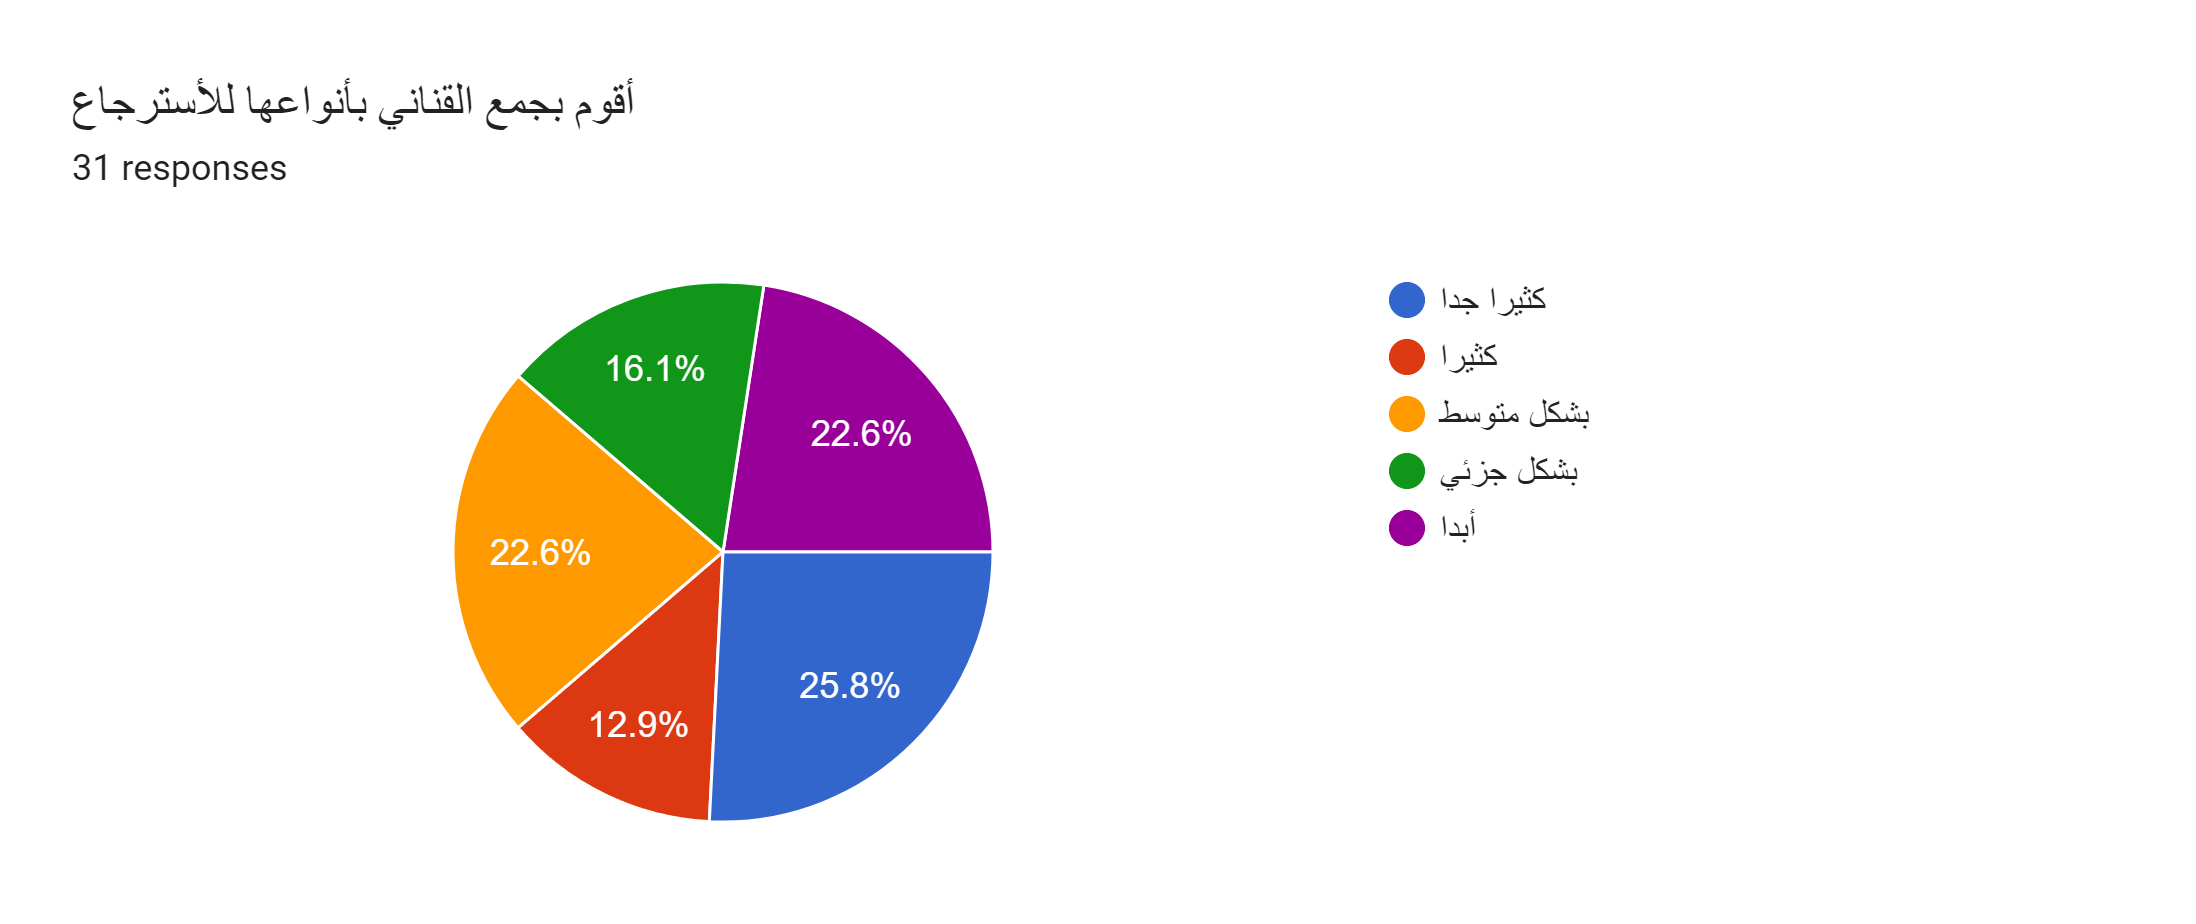 أقوم بجمع القناني بأنواعها للأسترجاع
31 responses
16.1%
22.6%
22.6%
12.9%
25.8%
كثيرا جدا
كثيرا
بشكل متوسط
بشكل جزئي
أبدا